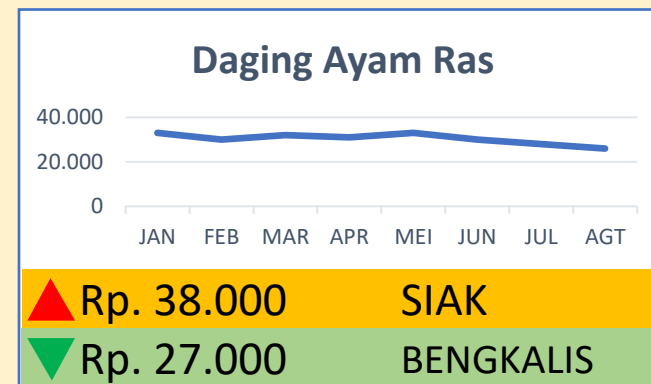 Daging Ayam Ras
40.000
20.000
0
JAN FEB MAR APR MEI JUN JUL AGT
Rp. 38.000 SIAK
Rp. 27.000 BENGKALIS